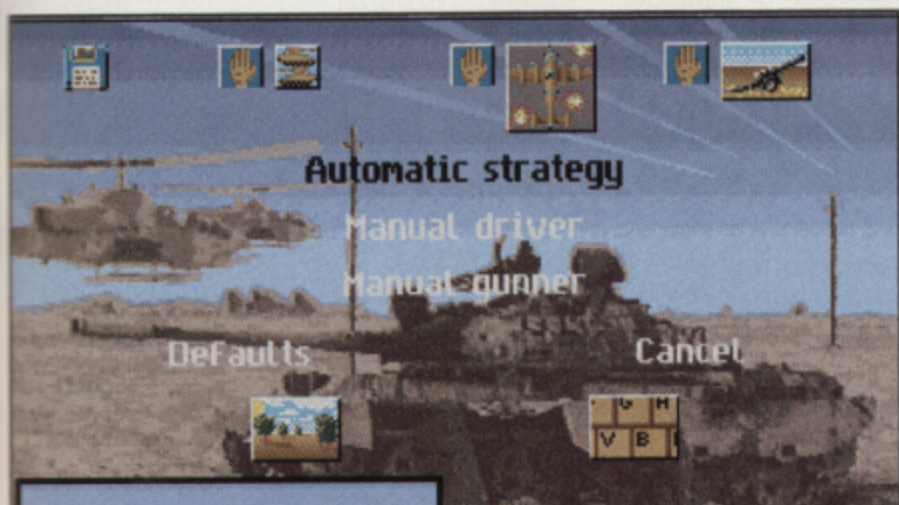 Automatic strategy
Manual driver
Manual gunner
Defaults
Cancel
G H
V B